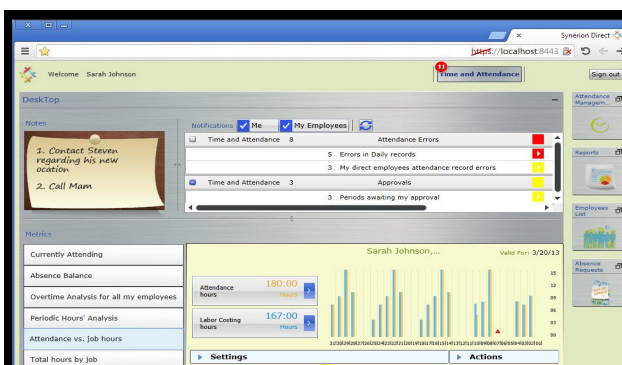 Synerion Direct
https://localhost:8443
Welcome Sarah Johnson
11
Time and Attendance
Sign out
DeskTop
Notes
1. Contact Steven
regarding his new
ocation
2. Call Mam
Notifications Me My Employees
Time and Attendance 8 Attendance Errors
5 Errors in Daily records
3 My direct employees attendance record errors
Time and Attendance 3 Approvals
3 Periods awaiting my approval
Attendance
Managem...
Reports
Employees
List
Absence
Requests
Metrics
Currently Attending
Absence Balance
Overtime Analysis for all my employees
Periodic Hours' Analysis
Attendance vs. job hours
Total hours by job
Sarah Johnson,...
Valid For: 3/20/13
Attendance
hours
180:00
Hours
Labor Costing
hours
167:00
Hours
15
12
09
06
03
00
Settings
Actions